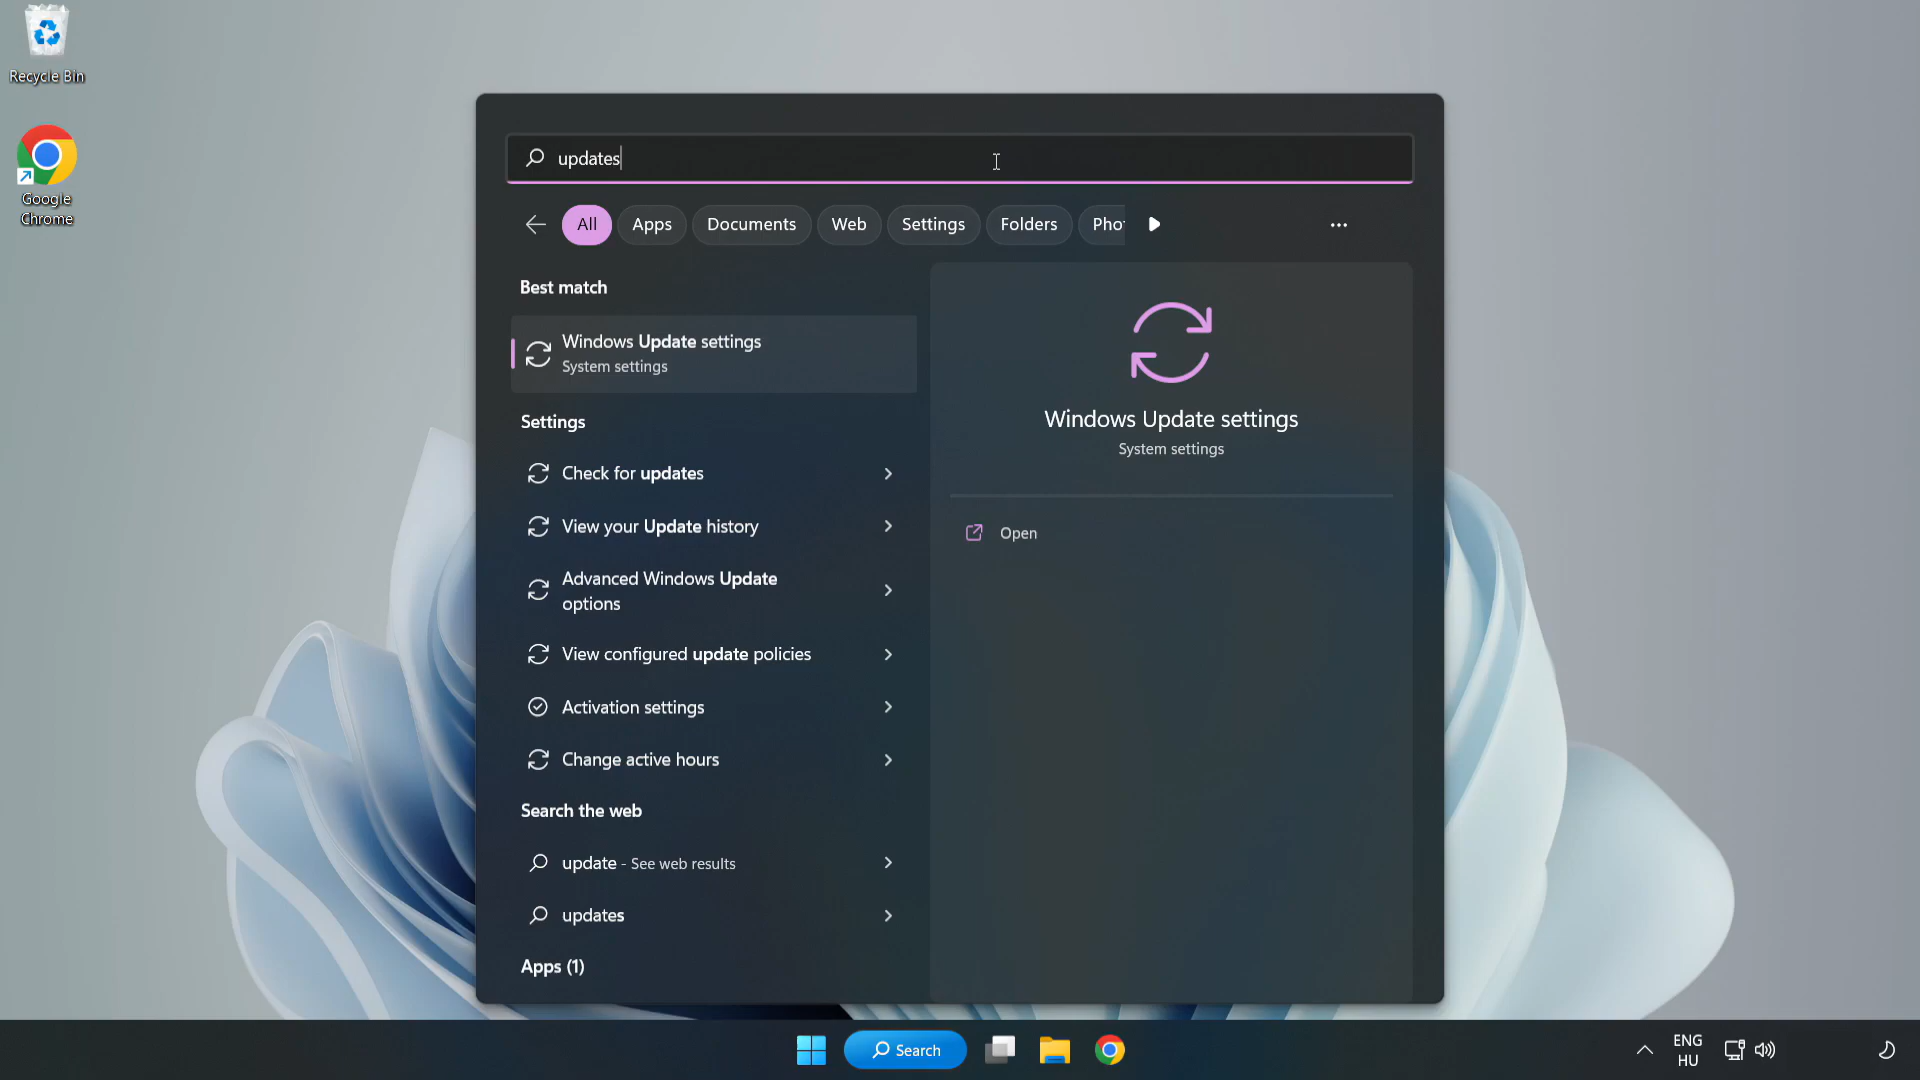 Recycle Bin
Google
Chrome
updates
All
Apps
Documents
Web
Settings
Folders
Pho
Best match
Windows Update settings
System settings
Settings
Check for updates
View your Update history
Advanced Windows Update
options
View configured update policies
Activation settings
Change active hours
Search the web
update - See web results
updates
Apps (1)
Windows Update settings
System settings
Open
Search
ENG
HU